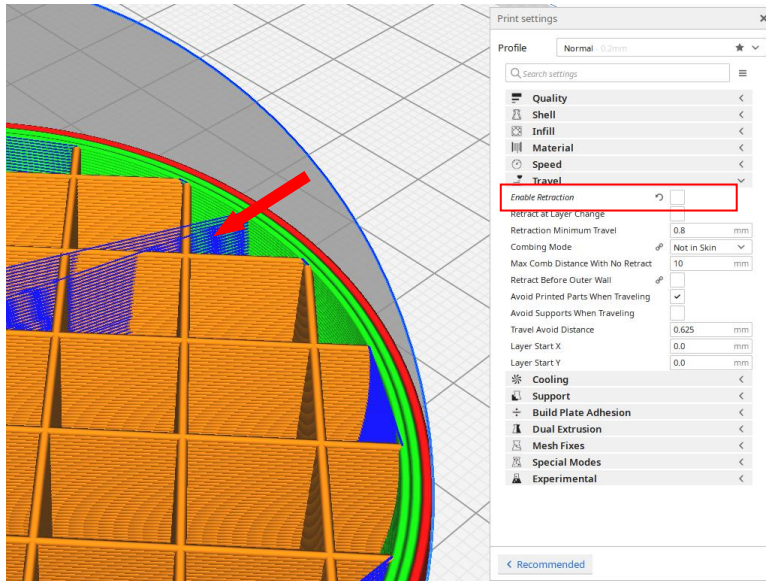 Print settings
Profile Normal - 0.2mm
Search settings
Quality
Shell
Infill
Material
Speed
Travel
Enable Retraction
Retract at Layer Change
Retraction Minimum Travel 0.8 mm
Combing Mode Not in Skin
Max Comb Distance With No Retract 10 mm
Retract Before Outer Wall
Avoid Printed Parts When Traveling
Avoid Supports When Traveling
Travel Avoid Distance 0.625 mm
Layer Start X 0.0 mm
Layer Start Y 0.0 mm
Cooling
Support
Build Plate Adhesion
Dual Extrusion
Mesh Fixes
Special Modes
Experimental
Recommended